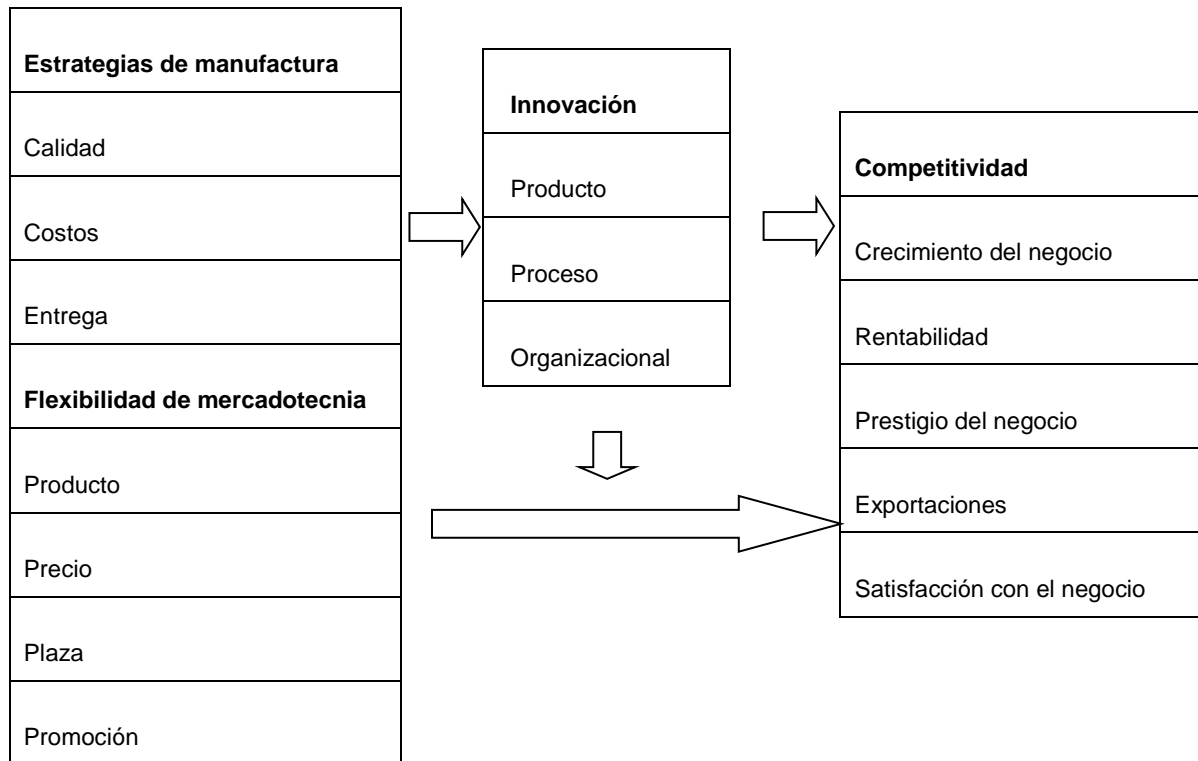 Estrategias de manufactura
Calidad
Costos
Entrega
Flexibilidad de mercadotecnia
Producto
Precio
Plaza
Promoción
Innovación
Producto
Proceso
Organizacional
Competitividad
Crecimiento del negocio
Rentabilidad
Prestigio del negocio
Exportaciones
Satisfacción con el negocio